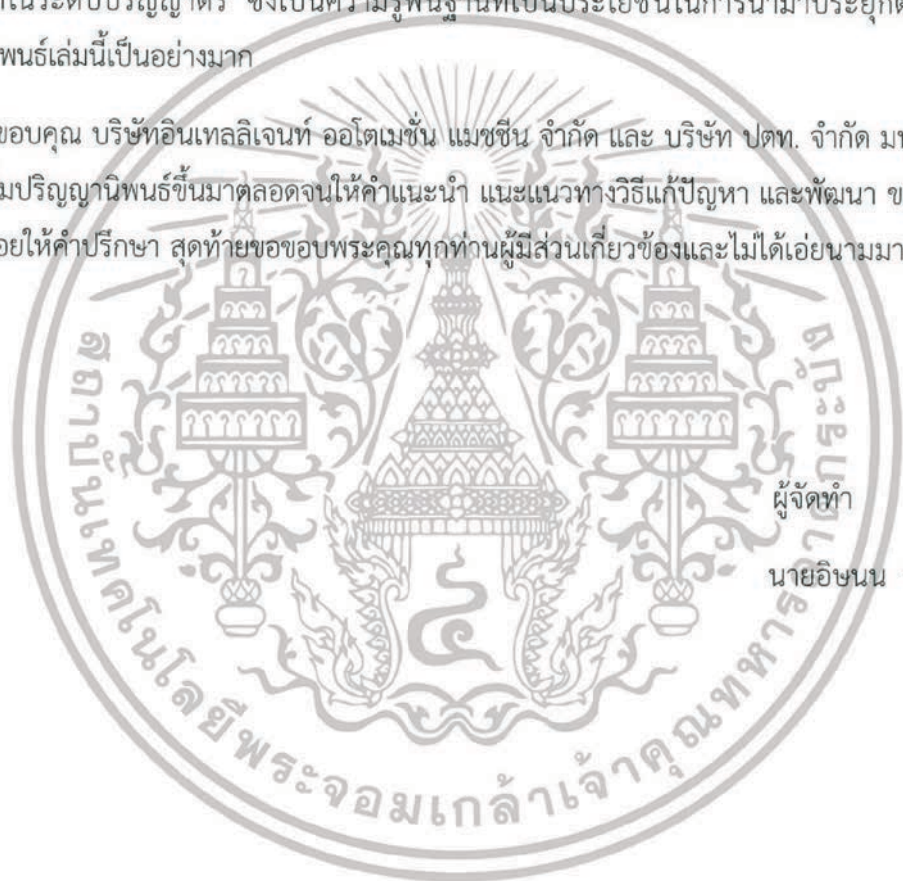 ในระดับปริญญาตรี ซึ่งเป็นความรู้พื้นฐานที่เป็นประโยชน์ในการนำมาประยุกต์
พนธ์เล่มนี้เป็นอย่างมาก
ขอบคุณ บริษัทอินเทลลิเจนท์ ออโตเมชั่น แมชชีน จำกัด และ บริษัท ปตท. จำกัด มห
มปริญญานิพนธ์ขึ้นมาตลอดจนให้คำแนะนำ แนะแนวทางวิธีแก้ปัญหา และพัฒนา ข
อยให้คำปรึกษา สุดท้ายขอขอบพระคุณทุกท่านผู้มีส่วนเกี่ยวข้องและไม่ได้เอ่ยนามมา
ผู้จัดทำ
นายอิษนน
สถาบันเทคโนโลยีพระจอมเกล้าเจ้าคุณทหารลาดกระบัง
๔